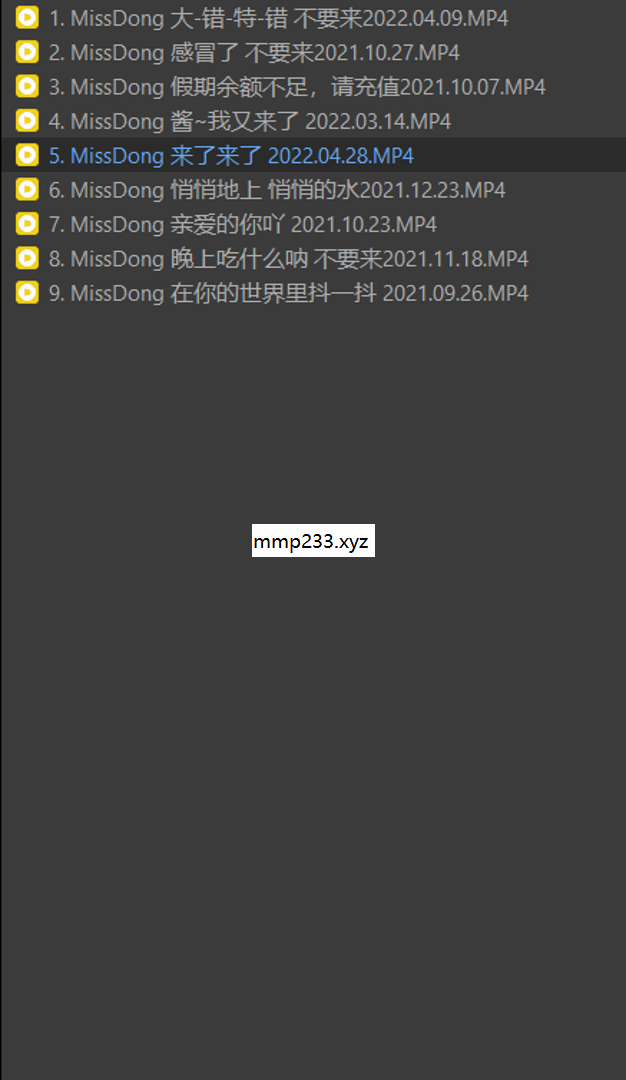 1. MissDong 大-错-特-错 不要来2022.04.09.MP4
2. MissDong 感冒了 不要来2021.10.27.MP4
3. MissDong 假期余额不足，请充值2021.10.07.MP4
4. MissDong 酱~我又来了 2022.03.14.MP4
5. MissDong 来了来了 2022.04.28.MP4
6. MissDong 悄悄地上 悄悄的水2021.12.23.MP4
7. MissDong 亲爱的你吖 2021.10.23.MP4
8. MissDong 晚上吃什么呐 不要来2021.11.18.MP4
9. MissDong 在你的世界里抖一抖 2021.09.26.MP4
mmp233.xyz